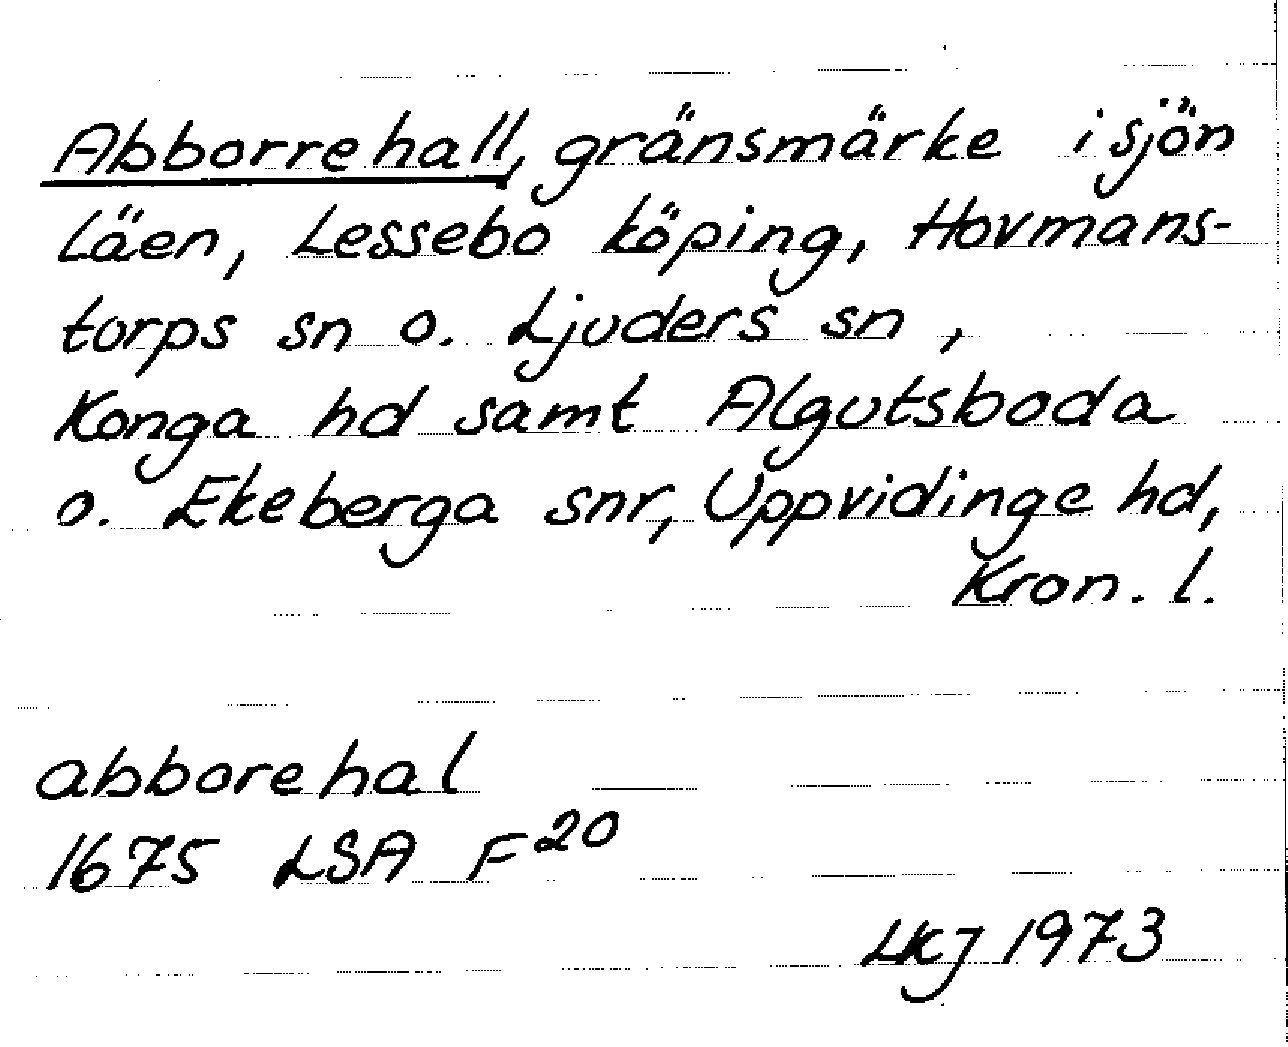 Abborrehall, gränsmärke i sjön
Läen, Lessebo köping, Hovmans-
torps sn o. Ljuders sn,
Konga hd samt Algutsboda
o. Ekeberga snr, Uppvidinge hd,
Kron. l.
abborehal
1675 LSA F20
LKJ 1973